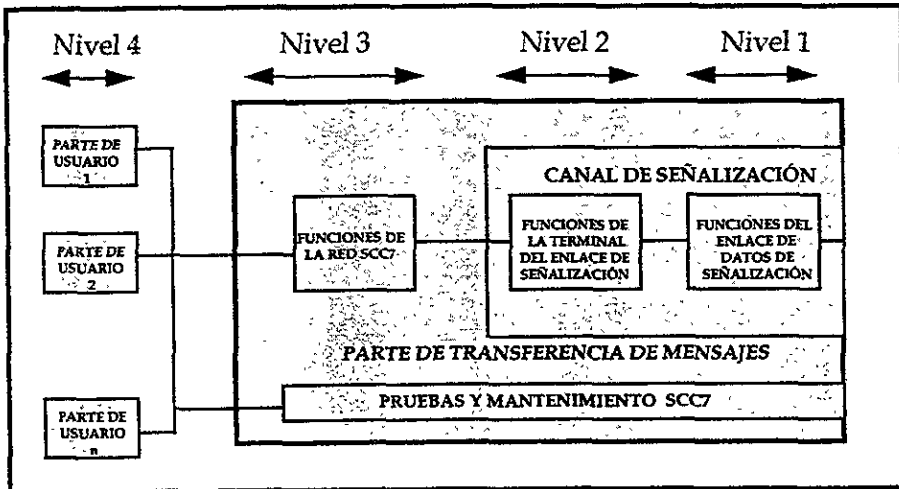 Nivel 4
Nivel 3
Nivel 2
Nivel 1
PARTE DE
USUARIO
1
PARTE DE
USUARIO
2
PARTE DE
USUARIO
n
CANAL DE SEÑALIZACIÓN
FUNCIONES DE
LA RED SCC7
FUNCIONES DE
LA TERMINAL
DEL ENLACE DE
SEÑALIZACIÓN
FUNCIONES DEL
ENLACE DE
DATOS DE
SEÑALIZACIÓN
PARTE DE TRANSFERENCIA DE MENSAJES
PRUEBAS Y MANTENIMIENTO SCC7